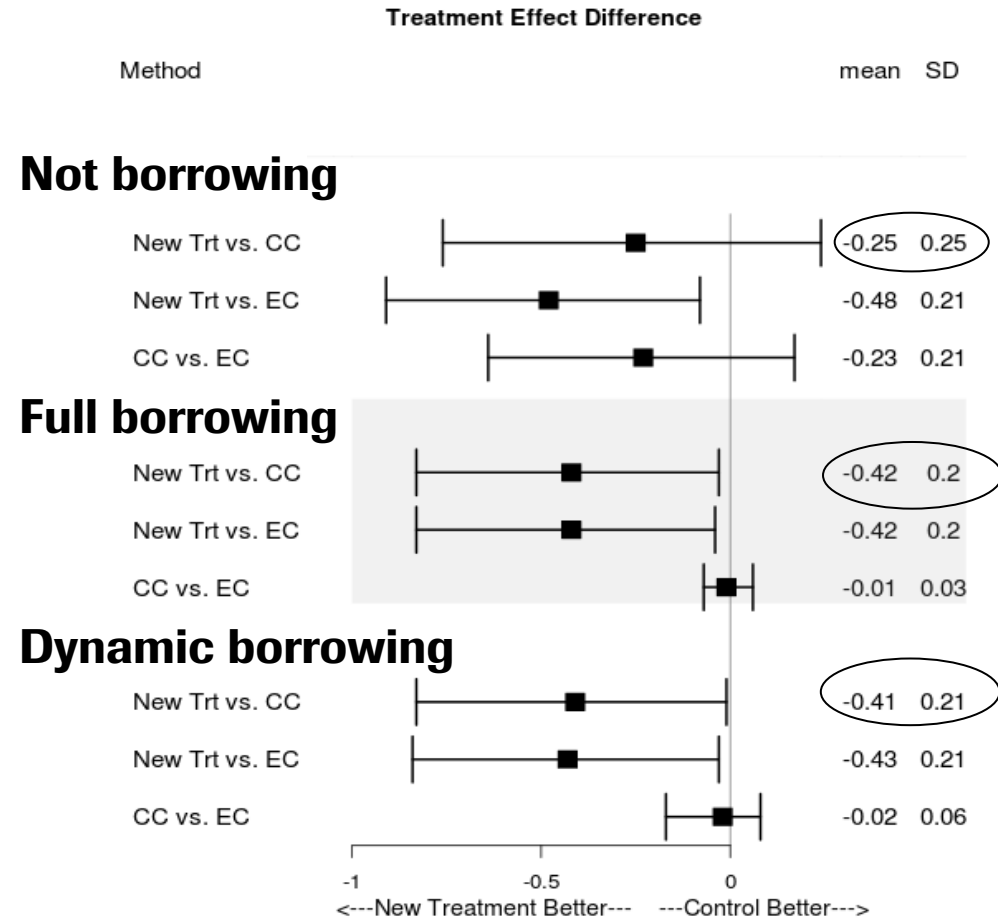 Treatment Effect Difference
Method mean SD
Not borrowing
New Trt vs. CC -0.25 0.25
New Trt vs. EC -0.48 0.21
CC vs. EC -0.23 0.21
Full borrowing
New Trt vs. CC -0.42 0.2
New Trt vs. EC -0.42 0.2
CC vs. EC -0.01 0.03
Dynamic borrowing
New Trt vs. CC -0.41 0.21
New Trt vs. EC -0.43 0.21
CC vs. EC -0.02 0.06
-1 -0.5 0
<---New Treatment Better--- ---Control Better--->